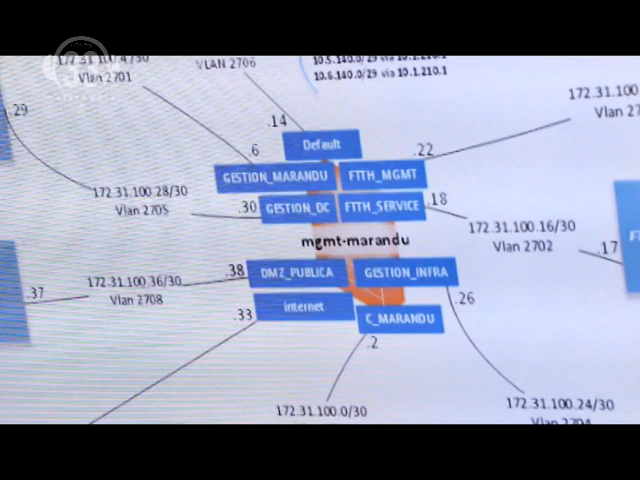 172.31.100.4/30
Vlan 2701
VLAN 2706
10.5.140.0/29 via 10.1.210.1
10.6.140.0/29 via 10.1.210.1
172.31.100
.29
.14
Default
.6
.22
GESTION_MARANDU
FTTH_MGMT
172.31.100.28/30
Vlan 2705
.30
GESTION_DC
FTTH_SERVICE
.18
172.31.100.16/30
Vlan 2702
mgmt-marandu
.17
.37
172.31.100.36/30
Vlan 2708
.38
DMZ_PUBLICA
GESTION_INFRA
.33
internet
.26
C_MARANDU
.2
172.31.100.0/30
172.31.100.24/30
Vlan 2704